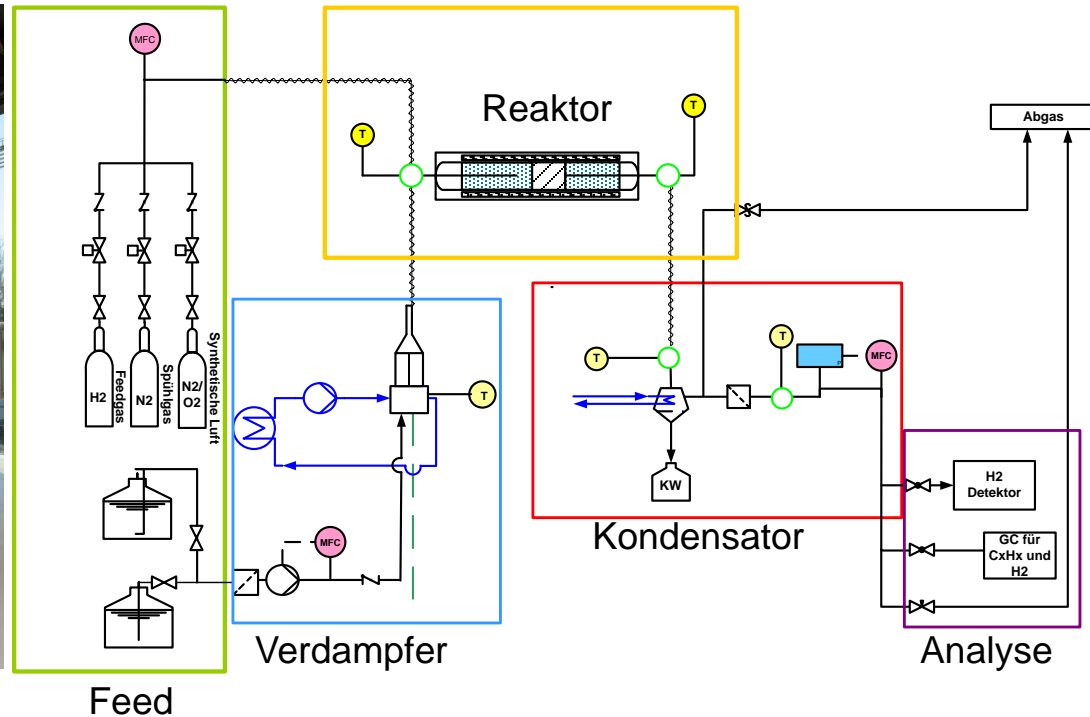 MFC
Reaktor
T
T
Abgas
H2
Feedgas
N2
Spühlgas
N2/
O2
Synthetische Luft
T
T
T
P
MFC
KW
MFC
H2
Detektor
GC für
CxHx und
H2
Kondensator
Verdampfer
Analyse
Feed